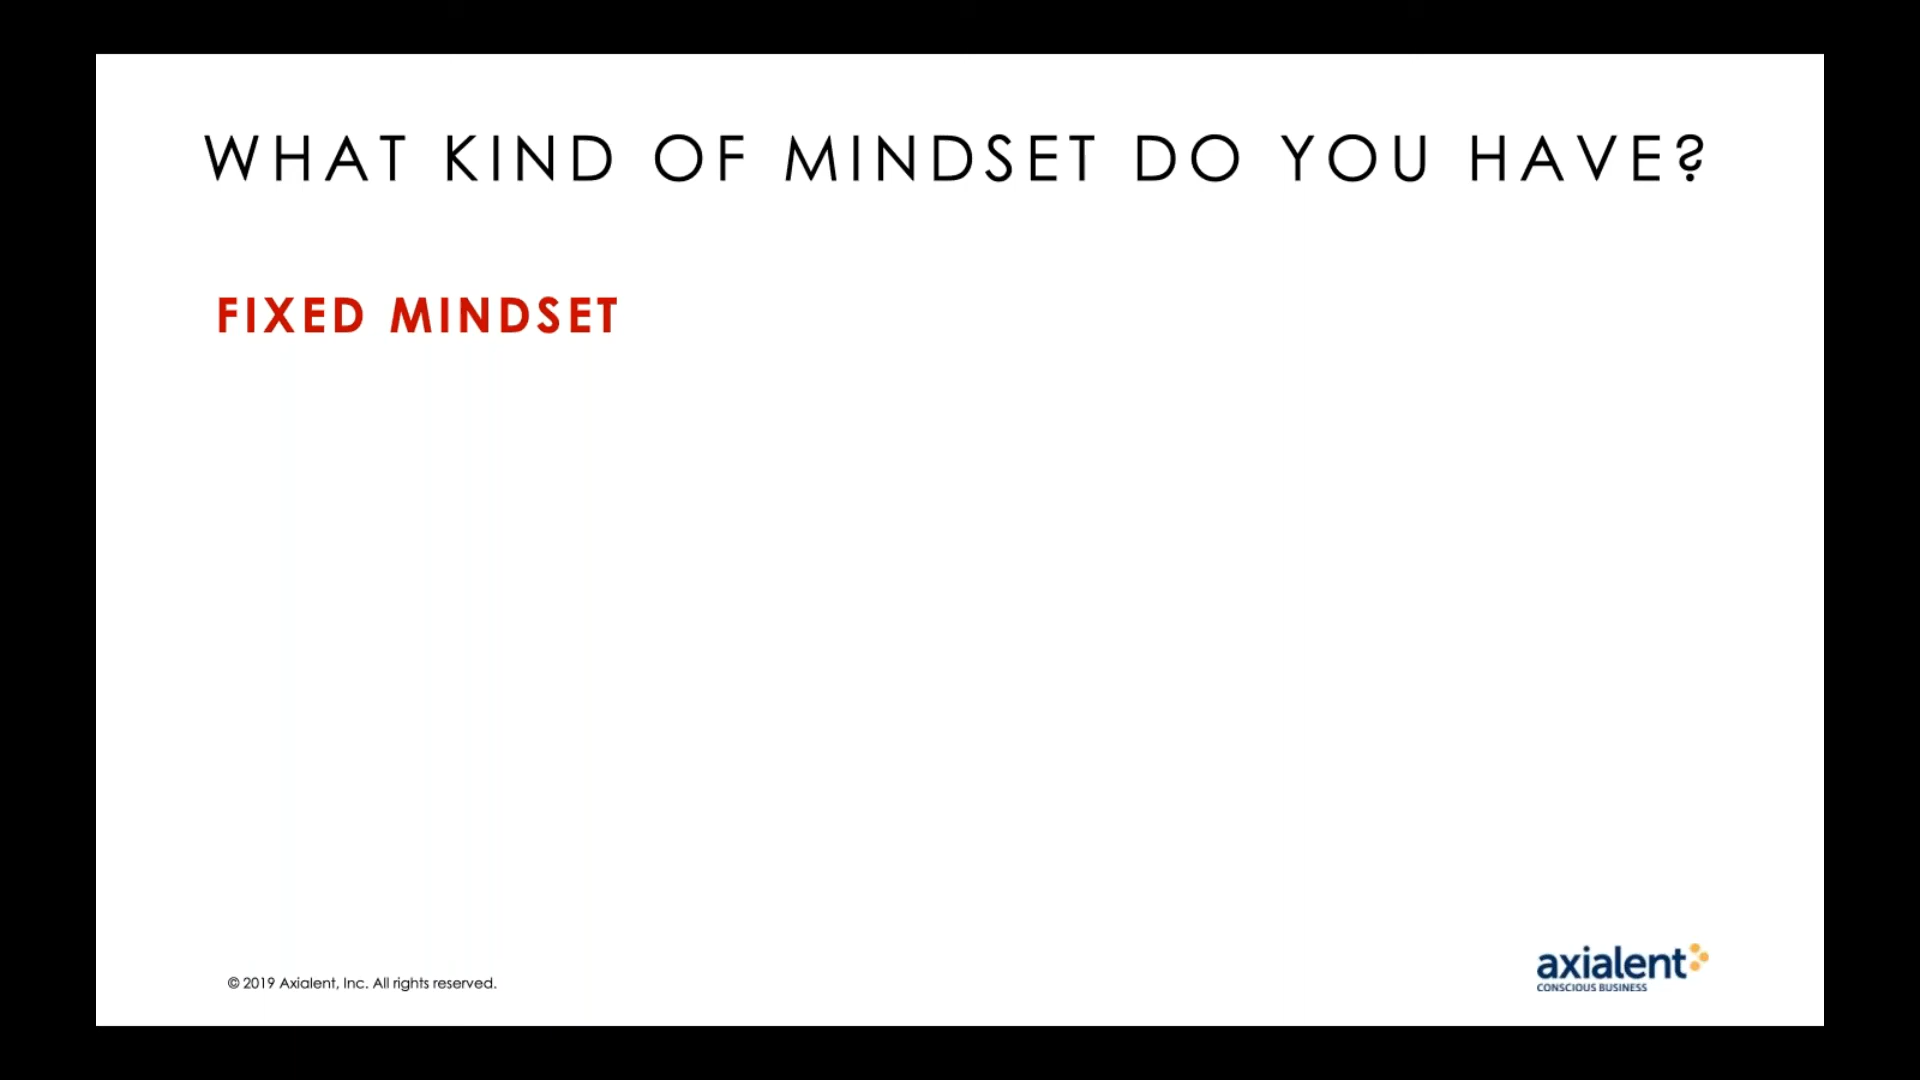 WHAT KIND OF MINDSET DO YOU HAVE?
FIXED MINDSET
© 2019 Axialent, Inc. All rights reserved.
axialent
CONSCIOUS BUSINESS